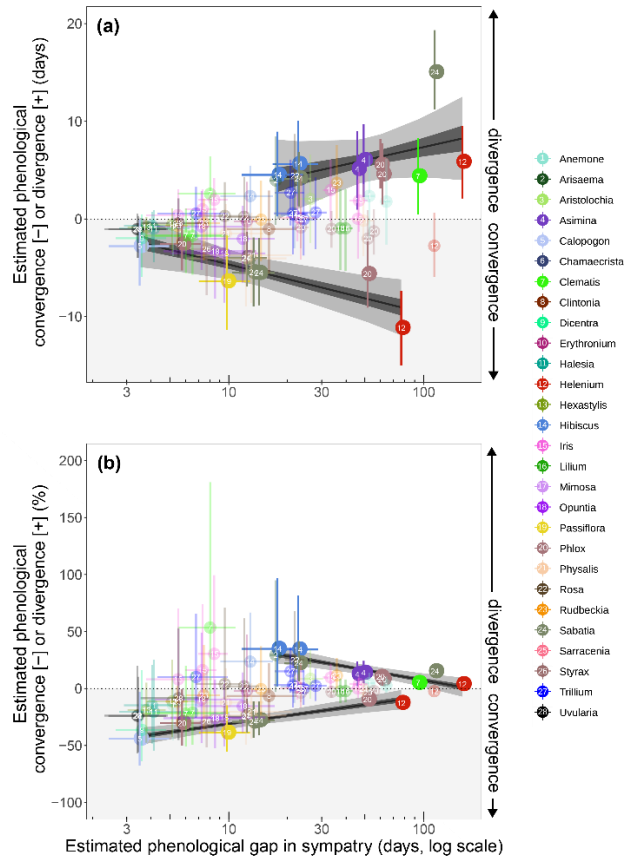 (a)
20
10
0
−10
Estimated phenological
convergence [−] or divergence [+] (days)
3
10
30
100
divergence
convergence
(b)
200
150
100
50
0
−50
−100
Estimated phenological
convergence [−] or divergence [+] (%)
3
10
30
100
Estimated phenological gap in sympatry (days, log scale)
divergence
convergence
1 Anemone
2 Arisaema
3 Aristolochia
4 Asimina
5 Calopogon
6 Chamaecrista
7 Clematis
8 Clintonia
9 Dicentra
10 Erythronium
11 Halesia
12 Helenium
13 Hexastylis
14 Hibiscus
15 Iris
16 Lilium
17 Mimosa
18 Opuntia
19 Passiflora
20 Phlox
21 Physalis
22 Rosa
23 Rudbeckia
24 Sabatia
25 Sarracenia
26 Styrax
27 Trillium
28 Uvularia